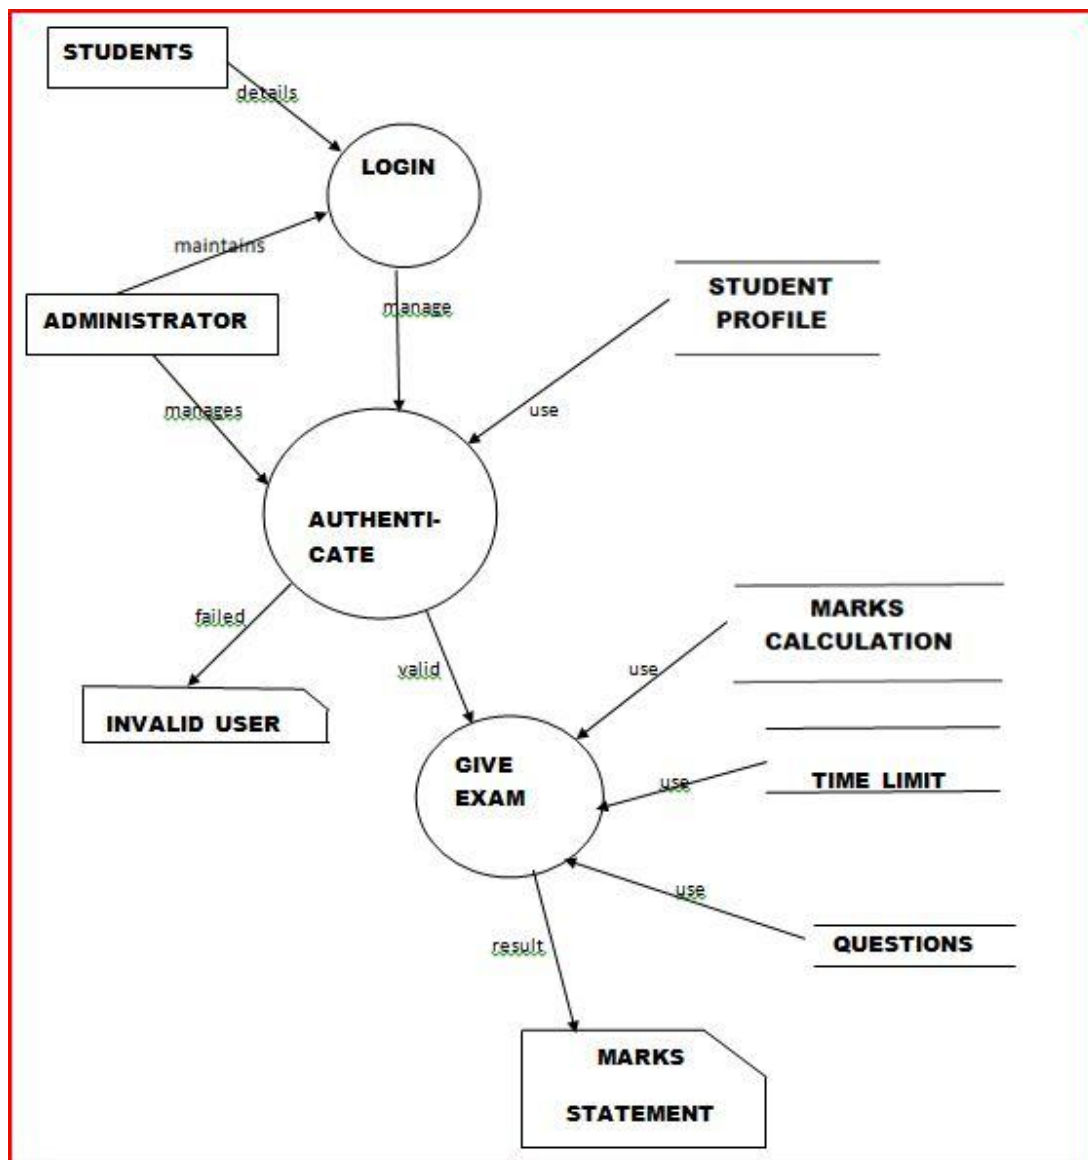 STUDENTS
details
LOGIN
maintains
ADMINISTRATOR
manage
STUDENT
PROFILE
manages
use
AUTHENTI-
CATE
failed
valid
MARKS
CALCULATION
use
INVALID USER
GIVE
EXAM
use
TIME LIMIT
use
QUESTIONS
result
MARKS
STATEMENT